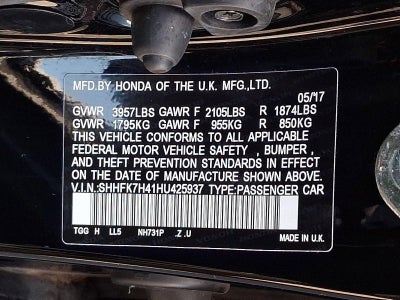 MFD.BY HONDA OF THE U.K. MFG.,LTD.
05/17
GVWR 3957LBS GAWR F 2105LBS R 1874LBS
GVWR 1795KG GAWR F 955KG R 850KG
THIS VEHICLE CONFORMS TO ALL APPLICABLE
FEDERAL MOTOR VEHICLE SAFETY , BUMPER ,
AND THEFT PREVENTION STANDARDS IN EFFECT
ON THE DATE OF MANUFACTURE SHOWN ABOVE.
V.I.N.:SHHFK7H41HU425937 TYPE:PASSENGER CAR
TGG H LL5 NH731P .Z.U MADE IN U.K.